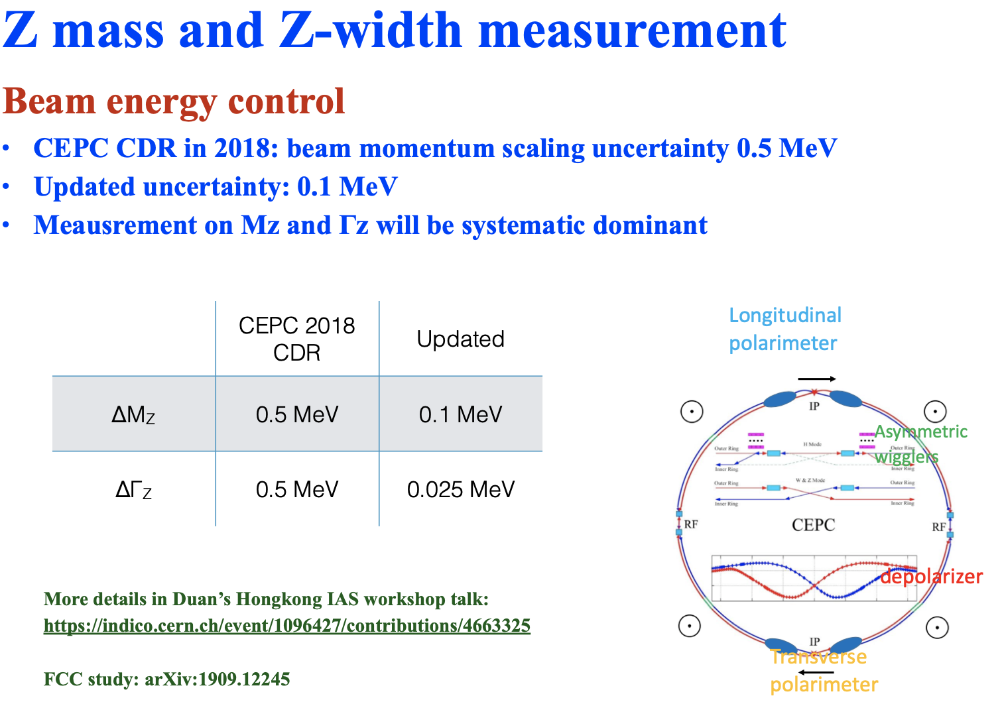 Z mass and Z-width measurement
Beam energy control
• CEPC CDR in 2018: beam momentum scaling uncertainty 0.5 MeV
• Updated uncertainty: 0.1 MeV
• Meausrement on Mz and Γz will be systematic dominant
CEPC 2018
CDR
Updated
ΔMZ 0.5 MeV 0.1 MeV
ΔΓZ 0.5 MeV 0.025 MeV
More details in Duan’s Hongkong IAS workshop talk:
https://indico.cern.ch/event/1096427/contributions/4663325
FCC study: arXiv:1909.12245
Longitudinal
polarimeter
IP
Asymmetric
wigglers
H Mode
Outer Ring
Outer Ring
Inner Ring
Inner Ring
W & Z Mode
Outer Ring
Outer Ring
Inner Ring
Inner Ring
RF
CEPC
RF
depolarizer
IP
Transverse
polarimeter